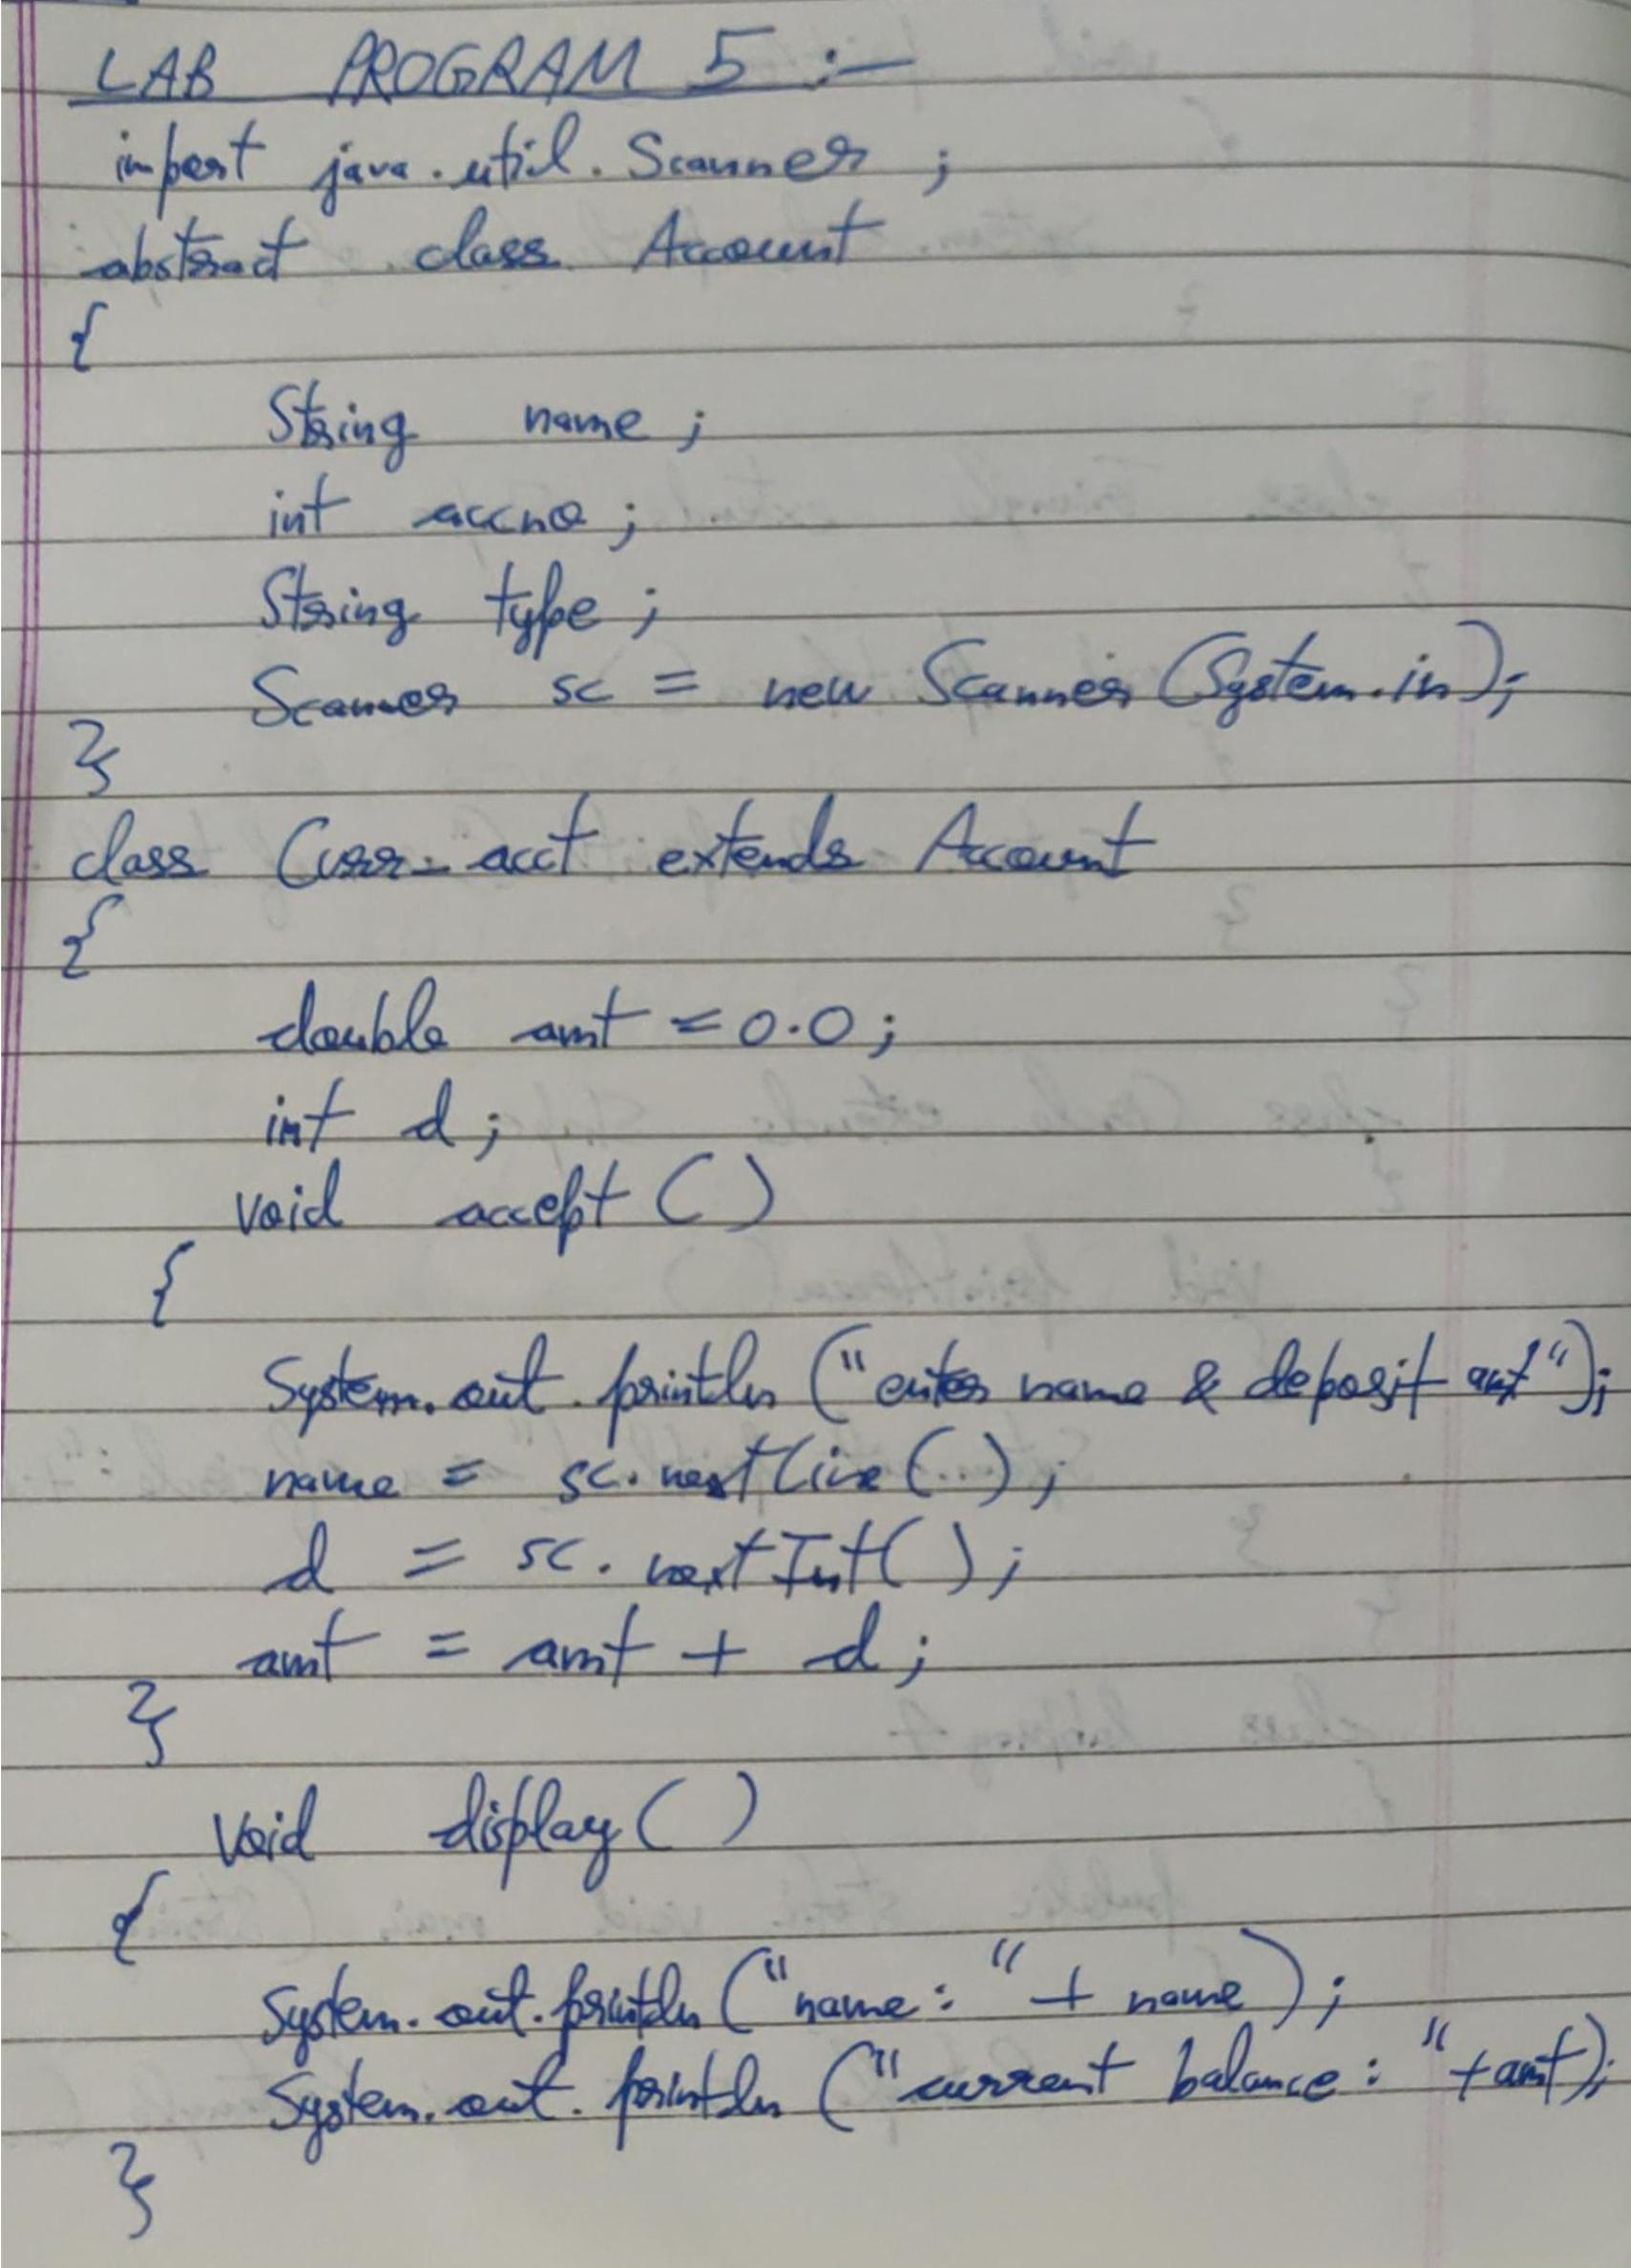 LAB PROGRAM 5 :-
import java.util.Scanner ;
abstract class Account
{
String name ;
int accno ;
String type ;
Scanner sc = new Scanner (System.in);
}
class Curr_acct extends Account
{
double amt = 0.0 ;
int d ;
void accept ( )
{
System.out.println ("enter name & deposit amt");
name = sc.nextLine (..) ;
d = sc.nextInt( ) ;
amt = amt + d ;
}
void display ( )
{
System.out.println ("name : " + name ) ;
System.out.println ("current balance : " + amt);
}